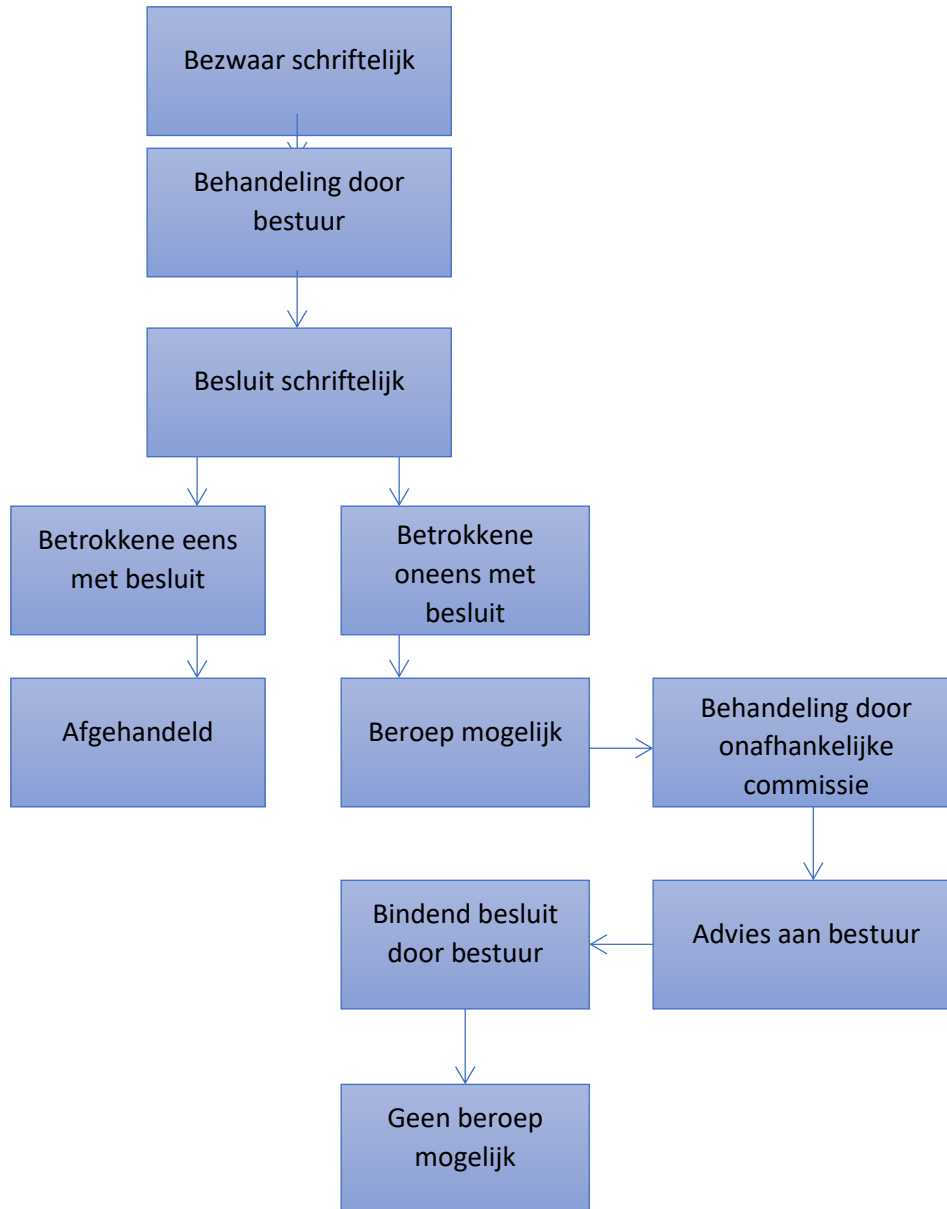 Bezwaar schriftelijk
Behandeling door
bestuur
Besluit schriftelijk
Betrokkene eens
met besluit
Betrokkene
oneens met
besluit
Afgehandeld
Beroep mogelijk
Behandeling door
onafhankelijke
commissie
Bindend besluit
door bestuur
Advies aan bestuur
Geen beroep
mogelijk